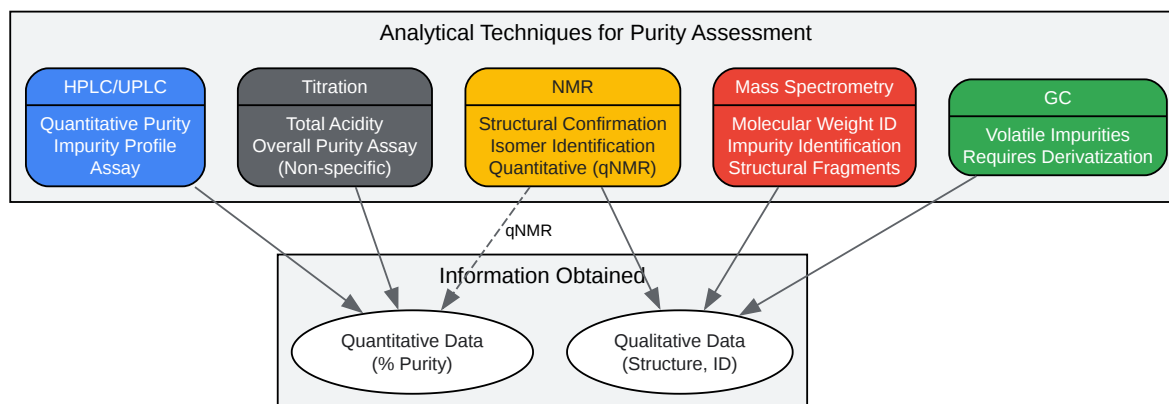 Analytical Techniques for Purity Assessment
HPLC/UPLC
Quantitative Purity
Impurity Profile
Assay
Titration
Total Acidity
Overall Purity Assay
(Non-specific)
NMR
Structural Confirmation
Isomer Identification
Quantitative (qNMR)
Mass Spectrometry
Molecular Weight ID
Impurity Identification
Structural Fragments
GC
Volatile Impurities
Requires Derivatization
qNMR
Information Obtained
Quantitative Data
(% Purity)
Qualitative Data
(Structure, ID)